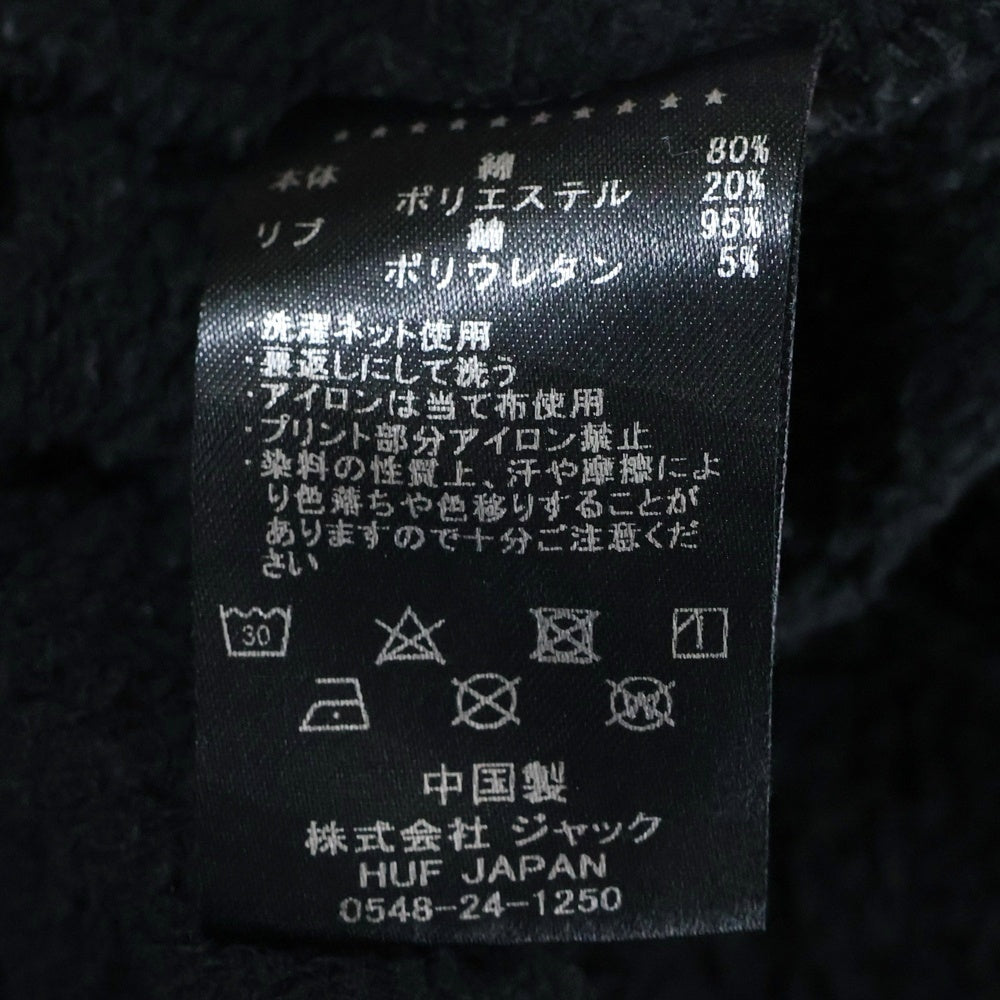 本体 綿 80%
ポリエステル 20%
リブ 綿 95%
ポリウレタン 5%
・洗濯ネット使用
・裏返しにして洗う
・アイロンは当て布使用
・プリント部分アイロン禁止
・染料の性質上、汗や摩擦によ
り色落ちや色移りすることが
ありますので十分ご注意くだ
さい
30
W
中国製
株式会社 ジャック
HUF JAPAN
0548-24-1250